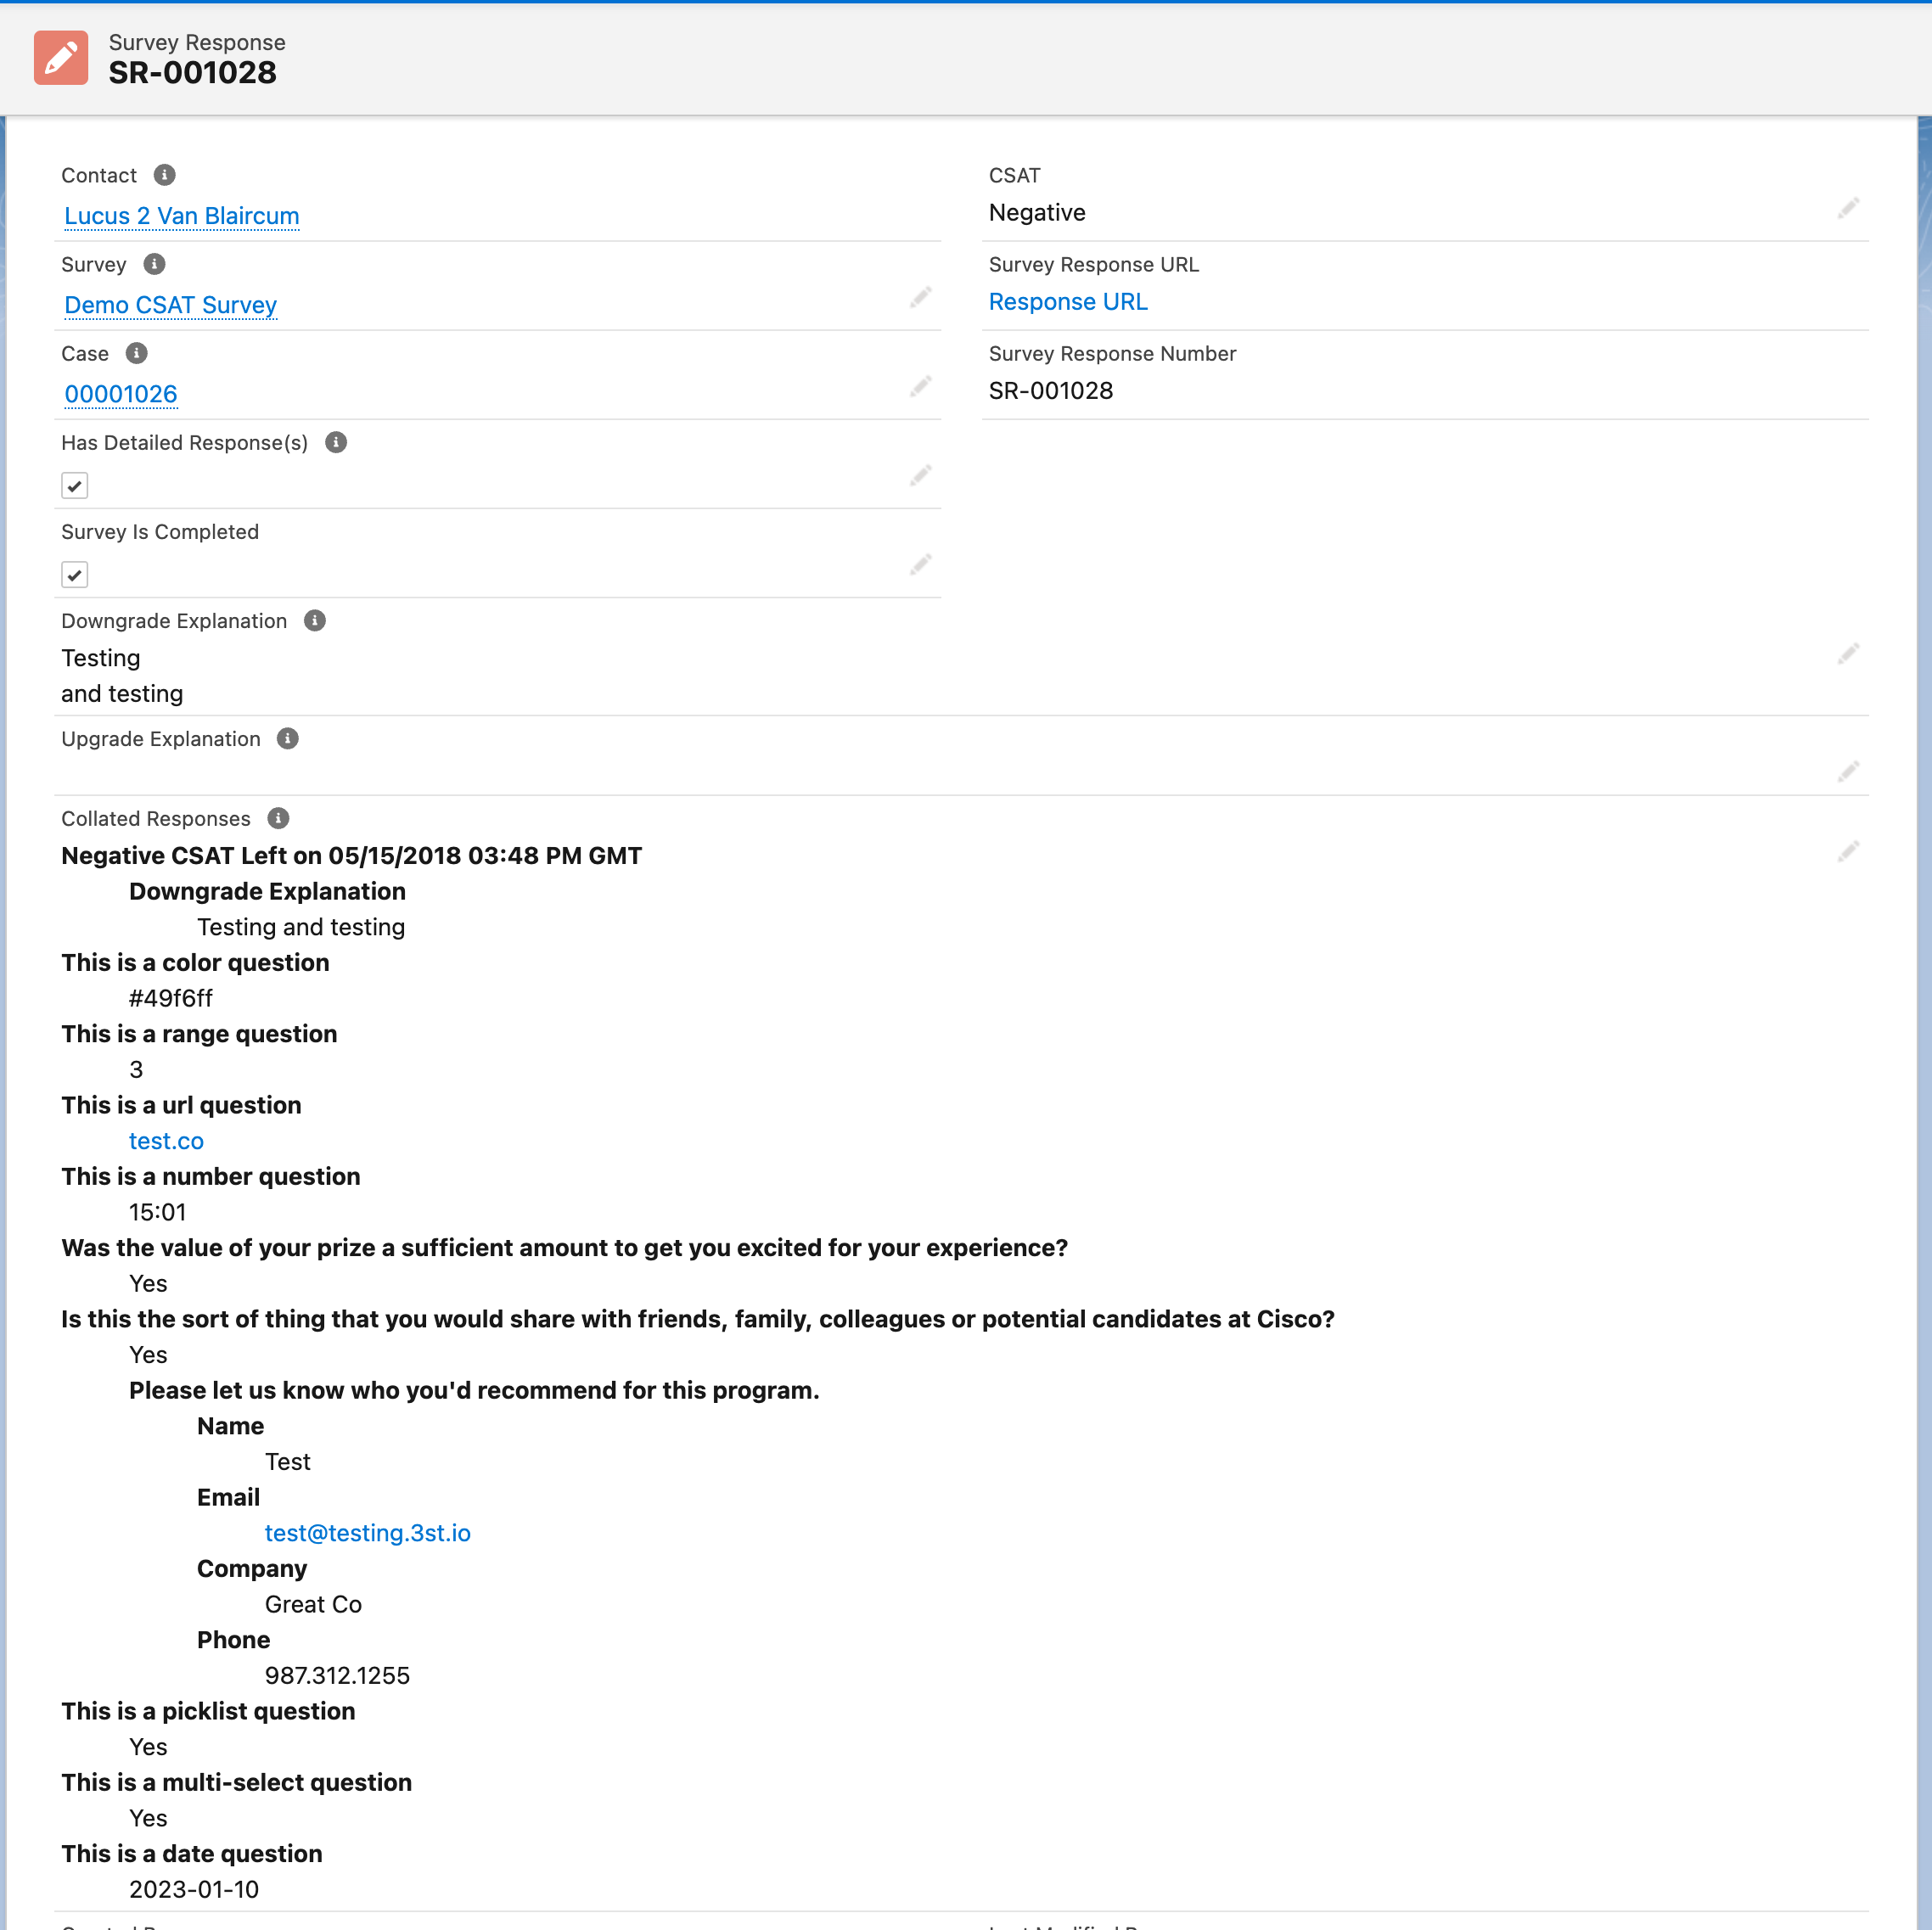 Survey Response
SR-001028
Contact
Lucus 2 Van Blaircum
CSAT
Negative
Survey
Demo CSAT Survey
Survey Response URL
Response URL
Case
00001026
Survey Response Number
SR-001028
Has Detailed Response(s)
Survey Is Completed
Downgrade Explanation
Testing
and testing
Upgrade Explanation
Collated Responses
Negative CSAT Left on 05/15/2018 03:48 PM GMT
Downgrade Explanation
Testing and testing
This is a color question
#49f6ff
This is a range question
3
This is a url question
test.co
This is a number question
15:01
Was the value of your prize a sufficient amount to get you excited for your experience?
Yes
Is this the sort of thing that you would share with friends, family, colleagues or potential candidates at Cisco?
Yes
Please let us know who you'd recommend for this program.
Name
Test
Email
test@testing.3st.io
Company
Great Co
Phone
987.312.1255
This is a picklist question
Yes
This is a multi-select question
Yes
This is a date question
2023-01-10